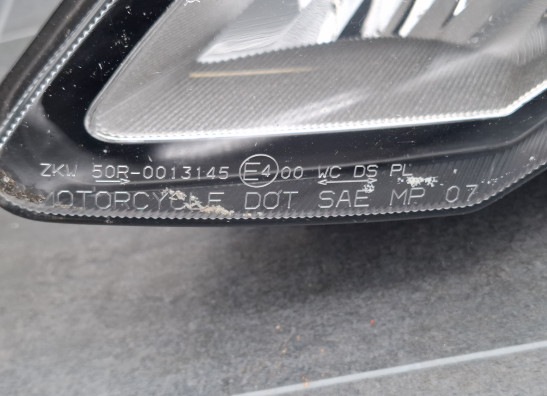 ZKW 50R-0013145 E4 00 WC DS PL
MOTORCYCLE DOT SAE MP 07